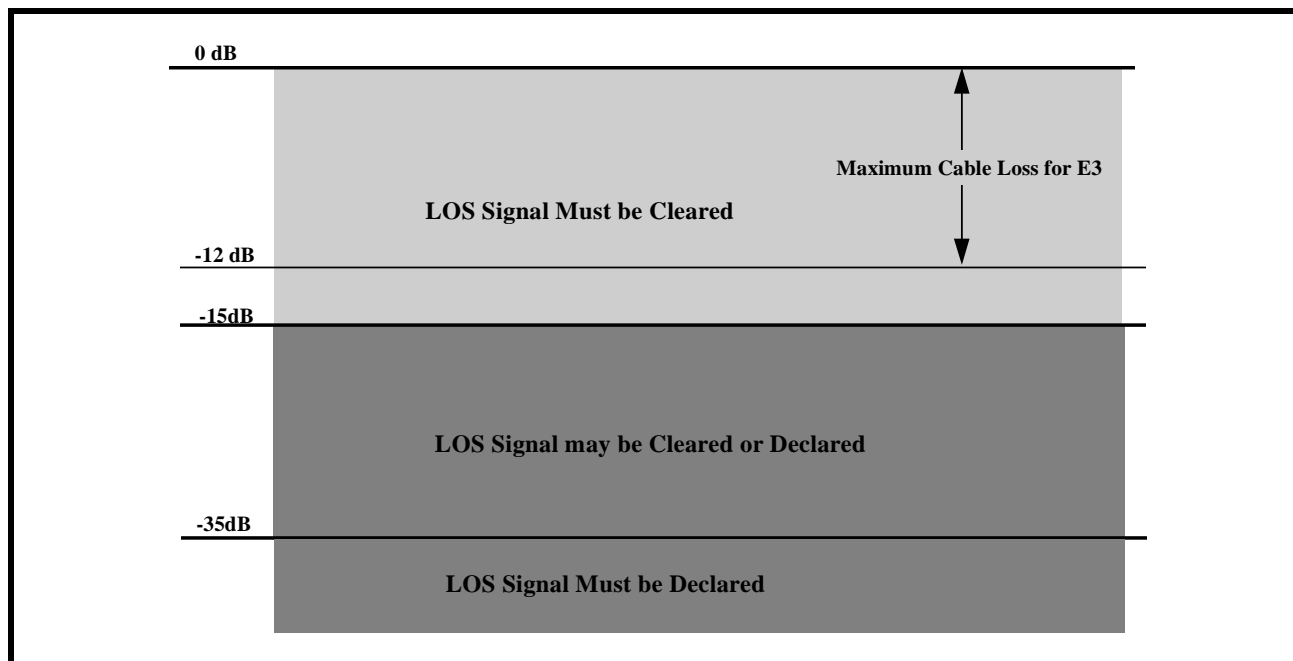 0 dB
Maximum Cable Loss for E3
LOS Signal Must be Cleared
-12 dB
-15dB
LOS Signal may be Cleared or Declared
-35dB
LOS Signal Must be Declared